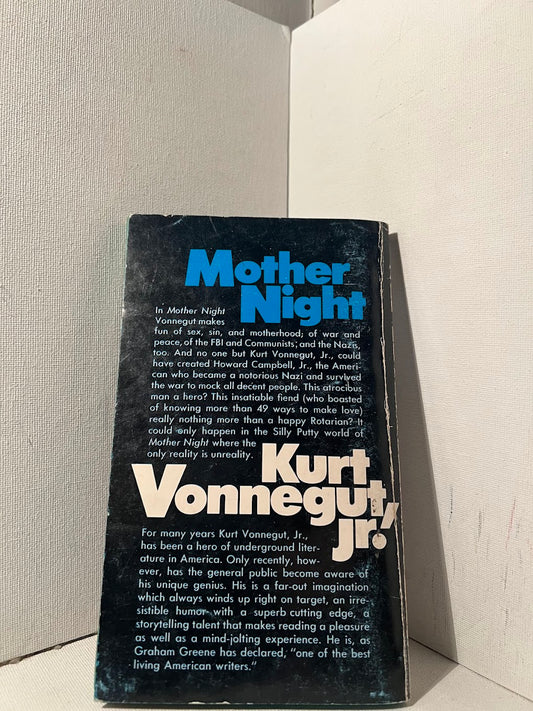 Mother
Night
In Mother Night
Vonnegut makes
fun of sex, sin, and motherhood; of war and
peace, of the FBI and Communists; and the Nazis,
too. And no one but Kurt Vonnegut, Jr., could
have created Howard Campbell, Jr., the Ameri-
can who became a notorious Nazi and survived
the war to mock all decent people. This atrocious
man a hero? This insatiable fiend (who boasted
of knowing more than 49 ways to make love)
really nothing more than a happy Rotarian? It
could only happen in the Silly Putty world of
Mother Night where the
only reality is unreality.
Kurt
Vonnegut,
Jr.!
For many years Kurt Vonnegut, Jr.,
has been a hero of underground liter-
ature in America. Only recently, how-
ever, has the general public become aware of
his unique genius. His is a far-out imagination
which always winds up right on target, an irre-
sistible humor with a superb cutting edge, a
storytelling talent that makes reading a pleasure
as well as a mind-jolting experience. He is, as
Graham Greene has declared, "one of the best
living American writers."